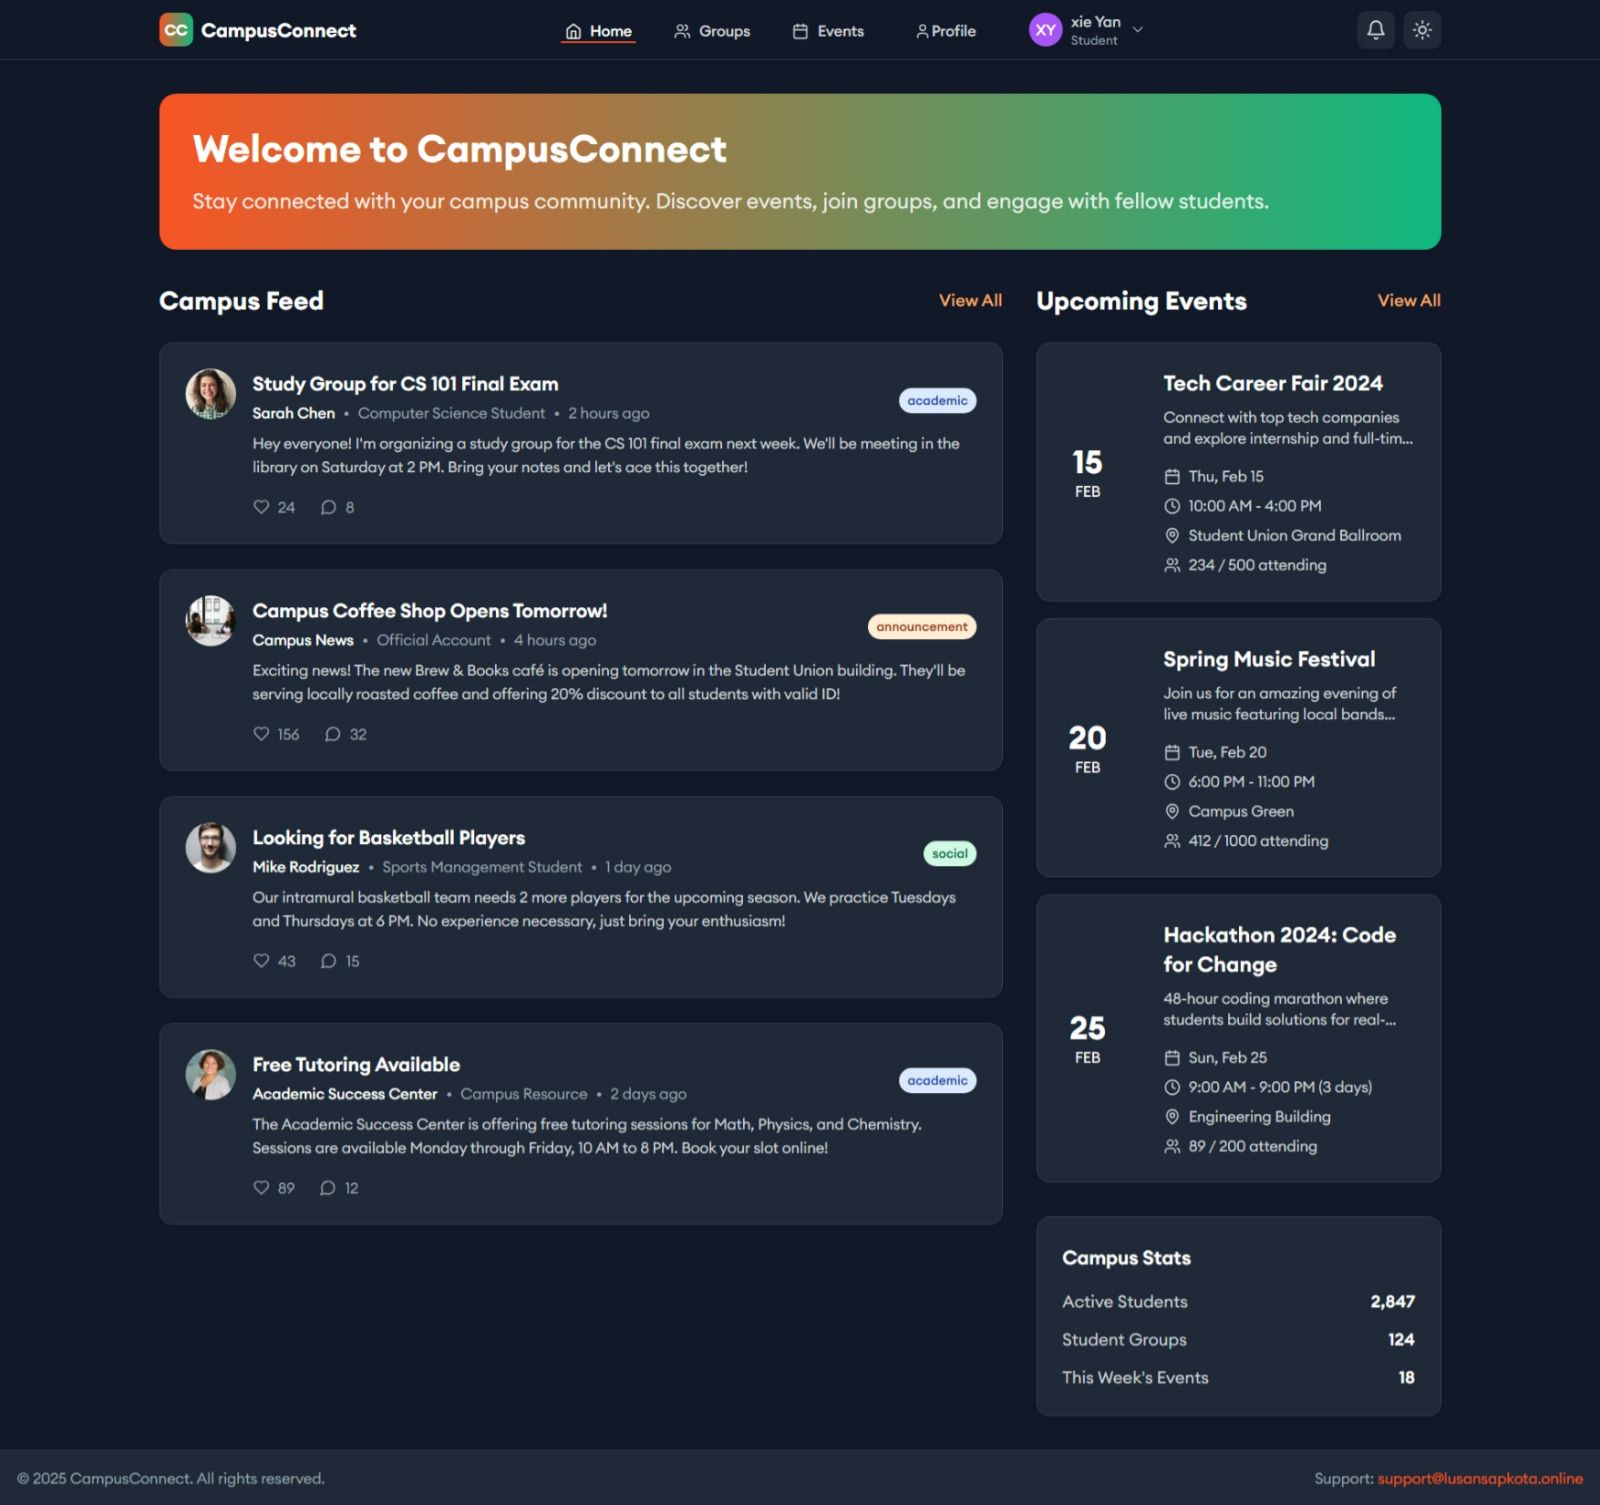 CC CampusConnect
Home
Groups
Events
Profile
XY
xie Yan
Student
Welcome to CampusConnect
Stay connected with your campus community. Discover events, join groups, and engage with fellow students.
Campus Feed
View All
Study Group for CS 101 Final Exam
Sarah Chen • Computer Science Student • 2 hours ago
academic
Hey everyone! I'm organizing a study group for the CS 101 final exam next week. We'll be meeting in the
library on Saturday at 2 PM. Bring your notes and let's ace this together!
24 8
Campus Coffee Shop Opens Tomorrow!
Campus News • Official Account • 4 hours ago
announcement
Exciting news! The new Brew & Books café is opening tomorrow in the Student Union building. They'll be
serving locally roasted coffee and offering 20% discount to all students with valid ID!
156 32
Looking for Basketball Players
Mike Rodriguez • Sports Management Student • 1 day ago
social
Our intramural basketball team needs 2 more players for the upcoming season. We practice Tuesdays
and Thursdays at 6 PM. No experience necessary, just bring your enthusiasm!
43 15
Free Tutoring Available
Academic Success Center • Campus Resource • 2 days ago
academic
The Academic Success Center is offering free tutoring sessions for Math, Physics, and Chemistry.
Sessions are available Monday through Friday, 10 AM to 8 PM. Book your slot online!
89 12
Upcoming Events
View All
15
FEB
Tech Career Fair 2024
Connect with top tech companies
and explore internship and full-tim...
Thu, Feb 15
10:00 AM - 4:00 PM
Student Union Grand Ballroom
234 / 500 attending
20
FEB
Spring Music Festival
Join us for an amazing evening of
live music featuring local bands...
Tue, Feb 20
6:00 PM - 11:00 PM
Campus Green
412 / 1000 attending
25
FEB
Hackathon 2024: Code
for Change
48-hour coding marathon where
students build solutions for real-...
Sun, Feb 25
9:00 AM - 9:00 PM (3 days)
Engineering Building
89 / 200 attending
Campus Stats
Active Students 2,847
Student Groups 124
This Week's Events 18
© 2025 CampusConnect. All rights reserved.
Support: support@lusansapkota.online